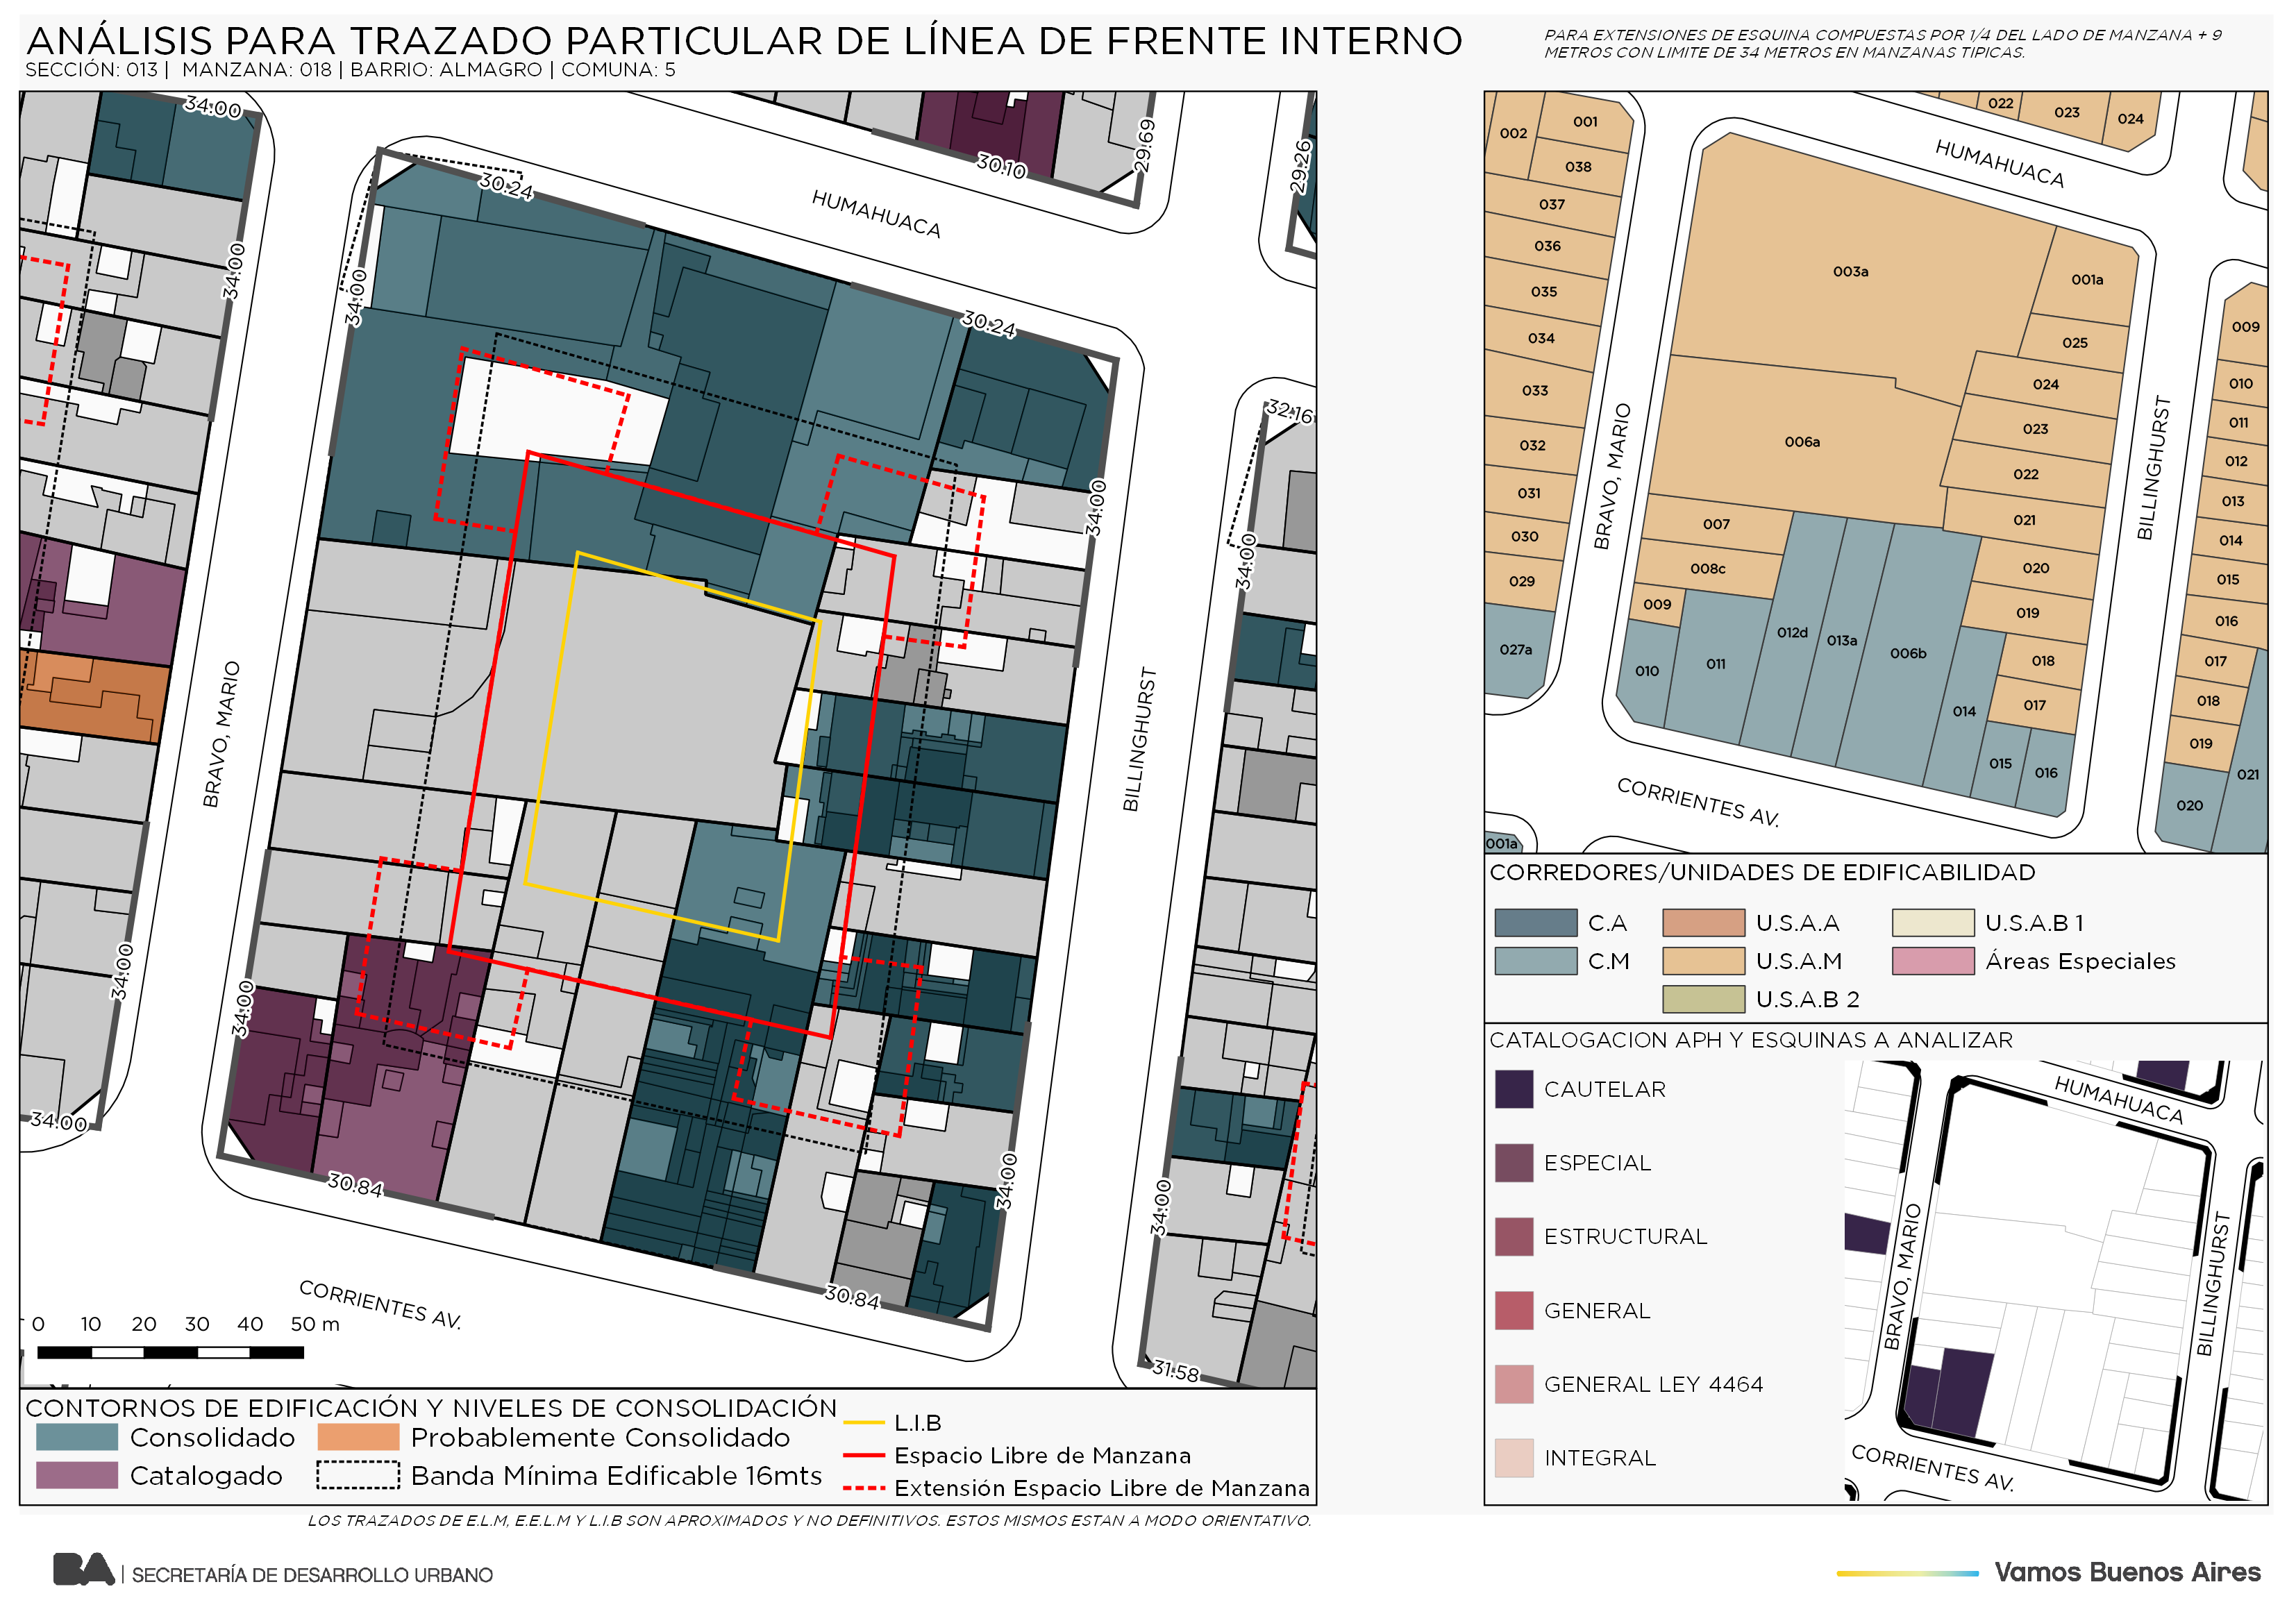 ANÁLISIS PARA TRAZADO PARTICULAR DE LÍNEA DE FRENTE INTERNO
SECCIÓN: 013 | MANZANA: 018 | BARRIO: ALMAGRO | COMUNA: 5
PARA EXTENSIONES DE ESQUINA COMPUESTAS POR 1/4 DEL LADO DE MANZANA + 9
METROS CON LIMITE DE 34 METROS EN MANZANAS TIPICAS.
34.00
30.24
HUMAHUACA
30.10
29.69
29.26
34.00
34.00
30.24
32.16
34.00
34.00
BRAVO, MARIO
BILLINGHURST
34.00
34.00
34.00
30.84
34.00
34.00
30.84
31.58
CORRIENTES AV.
0 10 20 30 40 50 m
CONTORNOS DE EDIFICACIÓN Y NIVELES DE CONSOLIDACIÓN
Consolidado
Probablemente Consolidado
Catalogado
Banda Mínima Edificable 16mts
L.I.B
Espacio Libre de Manzana
Extensión Espacio Libre de Manzana
LOS TRAZADOS DE E.L.M, E.E.L.M Y L.I.B SON APROXIMADOS Y NO DEFINITIVOS. ESTOS MISMOS ESTAN A MODO ORIENTATIVO.
002
001
038
037
036
035
034
033
032
031
030
029
027a
001a
022
023
024
HUMAHUACA
003a
001a
025
024
023
022
021
020
019
018
017
006a
007
008c
009
010
011
012d
013a
006b
014
015
016
BRAVO, MARIO
BILLINGHURST
CORRIENTES AV.
009
010
011
012
013
014
015
016
017
018
019
020
021
CORREDORES/UNIDADES DE EDIFICABILIDAD
C.A
U.S.A.A
U.S.A.B 1
C.M
U.S.A.M
Áreas Especiales
U.S.A.B 2
CATALOGACION APH Y ESQUINAS A ANALIZAR
CAUTELAR
ESPECIAL
ESTRUCTURAL
GENERAL
GENERAL LEY 4464
INTEGRAL
HUMAHUACA
BRAVO, MARIO
BILLINGHURST
CORRIENTES AV.
BA | SECRETARÍA DE DESARROLLO URBANO
Vamos Buenos Aires